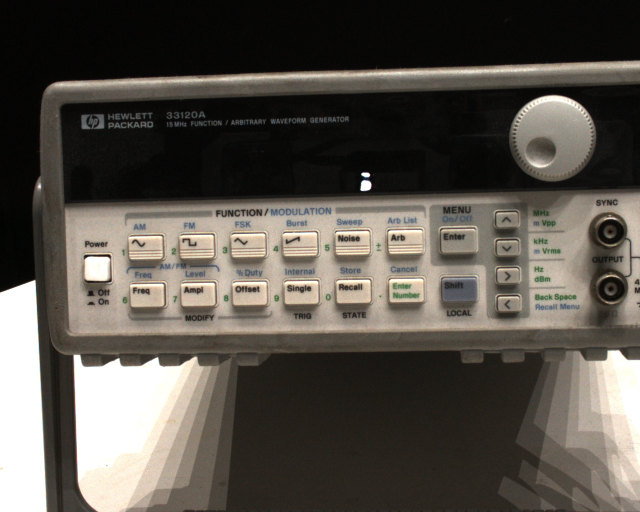 hp HEWLETT PACKARD
33120A
15 MHz FUNCTION / ARBITRARY WAVEFORM GENERATOR
FUNCTION / MODULATION
MENU
On / Off
SYNC
AM FM FSK Burst Sweep Arb List
1 2 3 4 5 Noise ± Arb Enter
MHz
m Vpp
kHz
m Vrms
OUTPUT
Power
AM/FM
Freq Level % Duty Internal Store Cancel
6 Freq 7 Ampl 8 Offset 9 Single 0 Recall . Enter Number Shift
Hz
dBm
Back Space
Recall Menu
Off
On
MODIFY TRIG STATE LOCAL